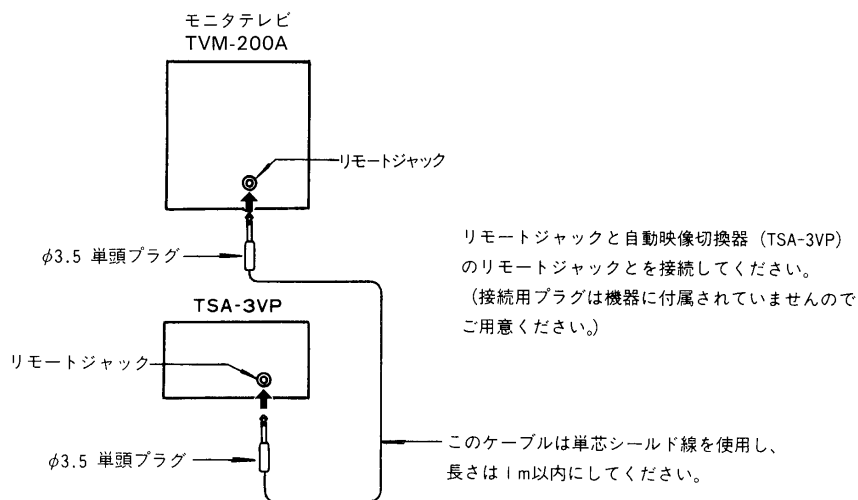 モニタテレビ
TVM-200A
リモートジャック
φ3.5 単頭プラグ
リモートジャックと自動映像切換器（TSA-3VP）
のリモートジャックとを接続してください。
（接続用プラグは機器に付属されていませんので
ご用意ください。）
TSA-3VP
リモートジャック
φ3.5 単頭プラグ
このケーブルは単芯シールド線を使用し、
長さは1m以内にしてください。